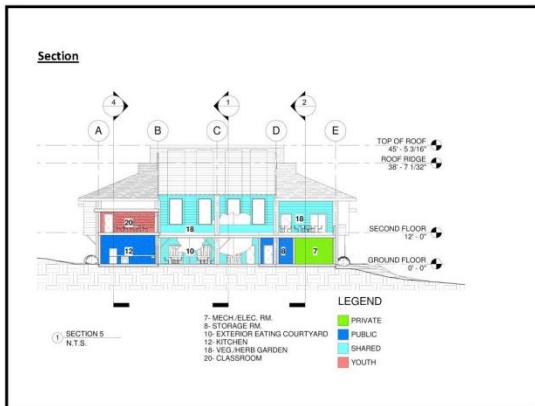 Section
4
1
2
A
B
C
D
E
TOP OF ROOF
45' - 5 3/16"
ROOF RIDGE
38' - 7 1/32"
20
18
18
SECOND FLOOR
12' - 0"
12
10
8
7
GROUND FLOOR
0' - 0"
1
SECTION 5
N.T.S.
7- MECH./ELEC. RM.
8- STORAGE RM.
10- EXTERIOR EATING COURTYARD
12- KITCHEN
18- VEG./HERB GARDEN
20- CLASSROOM
LEGEND
PRIVATE
PUBLIC
SHARED
YOUTH